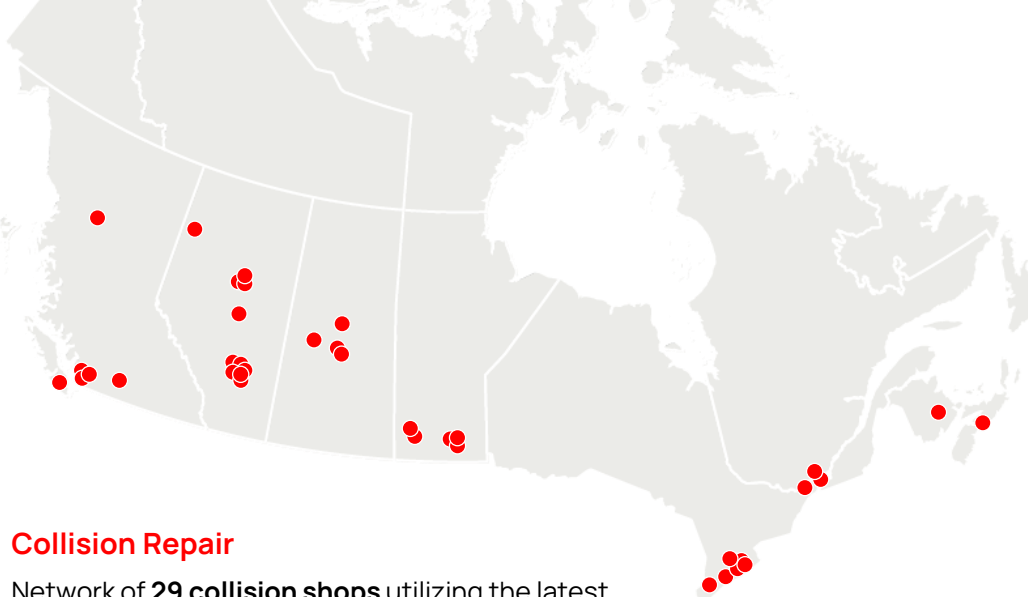 Collision Repair
Network of 29 collision shops utilizing the latest